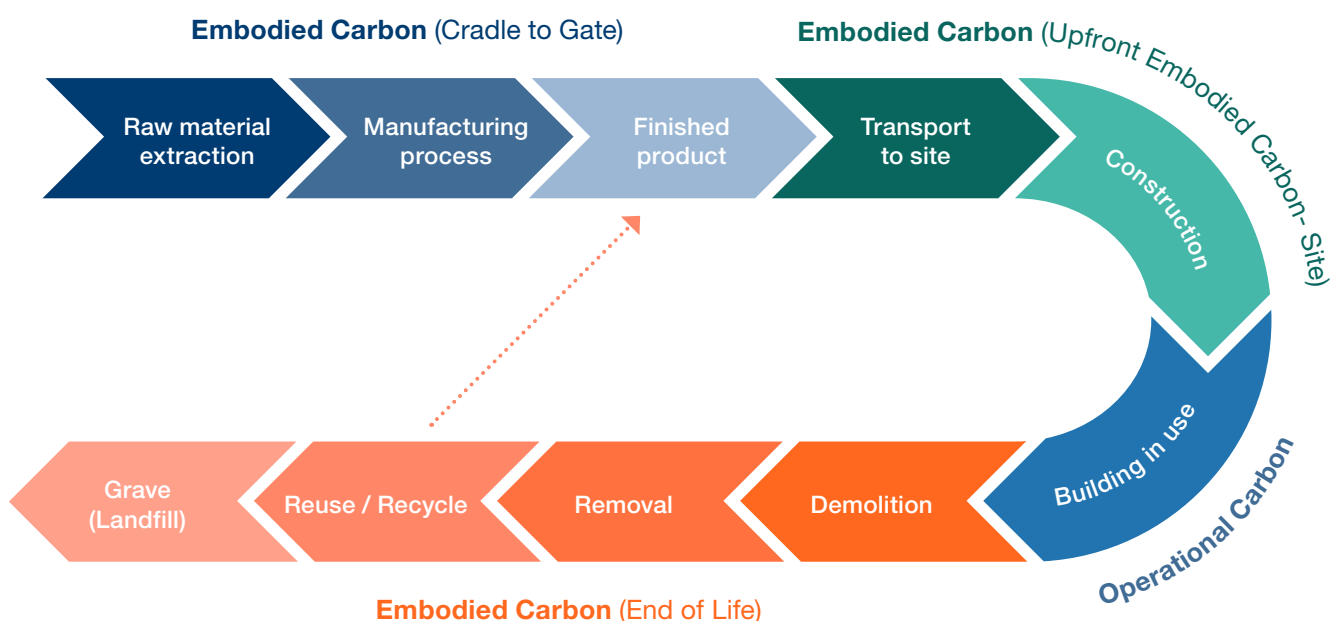 Embodied Carbon (Cradle to Gate)
Embodied Carbon (Upfront Embodied Carbon- Site)
Raw material
extraction
Manufacturing
process
Finished
product
Transport
to site
Construction
Building in use
Operational Carbon
Demolition
Removal
Reuse / Recycle
Grave
(Landfill)
Embodied Carbon (End of Life)